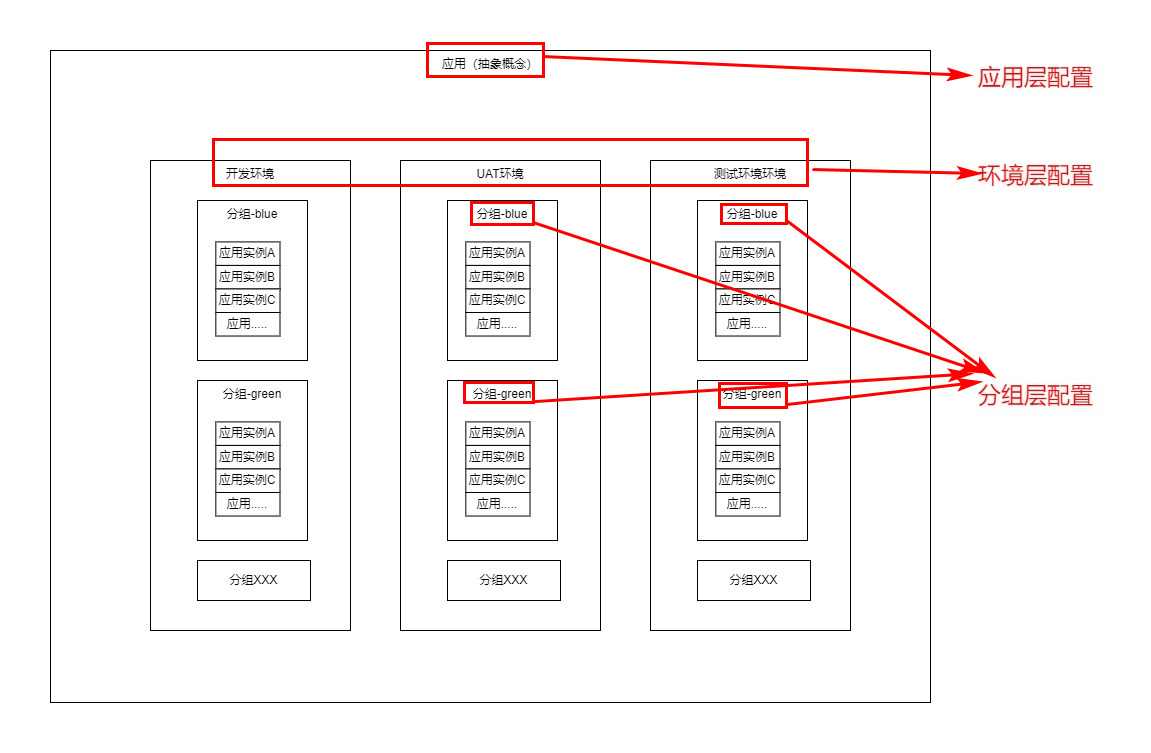 应用（抽象概念）
应用层配置
开发环境
UAT环境
测试环境环境
环境层配置
分组-blue
应用实例A
应用实例B
应用实例C
应用.....
分组-blue
应用实例A
应用实例B
应用实例C
应用.....
分组-blue
应用实例A
应用实例B
应用实例C
应用.....
分组层配置
分组-green
应用实例A
应用实例B
应用实例C
应用.....
分组-green
应用实例A
应用实例B
应用实例C
应用.....
分组-green
应用实例A
应用实例B
应用实例C
应用.....
分组XXX
分组XXX
分组XXX